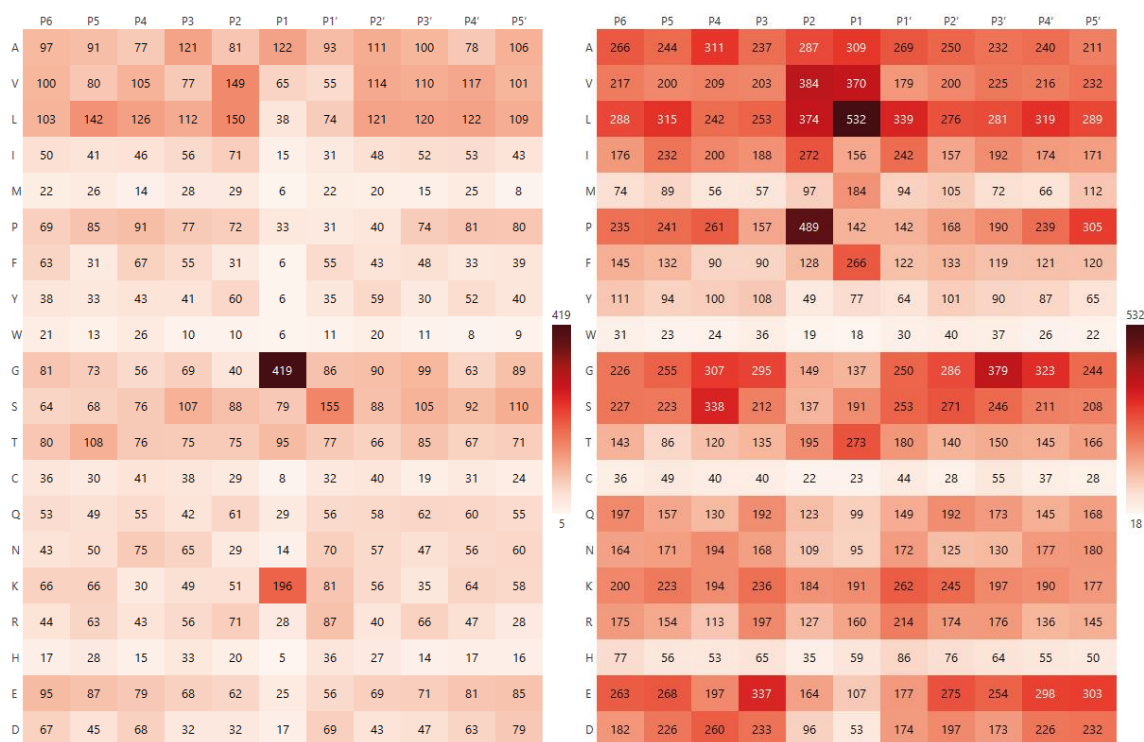 P6 P5 P4 P3 P2 P1 P1′ P2′ P3′ P4′ P5′
A 97 91 77 121 81 122 93 111 100 78 106
V 100 80 105 77 149 65 55 114 110 117 101
L 103 142 126 112 150 38 74 121 120 122 109
I 50 41 46 56 71 15 31 48 52 53 43
M 22 26 14 28 29 6 22 20 15 25 8
P 69 85 91 77 72 33 31 40 74 81 80
F 63 31 67 55 31 6 55 43 48 33 39
Y 38 33 43 41 60 6 35 59 30 52 40
W 21 13 26 10 10 6 11 20 11 8 9
G 81 73 56 69 40 419 86 90 99 63 89
S 64 68 76 107 88 79 155 88 105 92 110
T 80 108 76 75 75 95 77 66 85 67 71
C 36 30 41 38 29 8 32 40 19 31 24
Q 53 49 55 42 61 29 56 58 62 60 55
N 43 50 75 65 29 14 70 57 47 56 60
K 66 66 30 49 51 196 81 56 35 64 58
R 44 63 43 56 71 28 87 40 66 47 28
H 17 28 15 33 20 5 36 27 14 17 16
E 95 87 79 68 62 25 56 69 71 81 85
D 67 45 68 32 32 17 69 43 47 63 79
419
5
P6 P5 P4 P3 P2 P1 P1′ P2′ P3′ P4′ P5′
A 266 244 311 237 287 309 269 250 232 240 211
V 217 200 209 203 384 370 179 200 225 216 232
L 288 315 242 253 374 532 339 276 281 319 289
I 176 232 200 188 272 156 242 157 192 174 171
M 74 89 56 57 97 184 94 105 72 66 112
P 235 241 261 157 489 142 142 168 190 239 305
F 145 132 90 90 128 266 122 133 119 121 120
Y 111 94 100 108 49 77 64 101 90 87 65
W 31 23 24 36 19 18 30 40 37 26 22
G 226 255 307 295 149 137 250 286 379 323 244
S 227 223 338 212 137 191 253 271 246 211 208
T 143 86 120 135 195 273 180 140 150 145 166
C 36 49 40 40 22 23 44 28 55 37 28
Q 197 157 130 192 123 99 149 192 173 145 168
N 164 171 194 168 109 95 172 125 130 177 180
K 200 223 194 236 184 191 262 245 197 190 177
R 175 154 113 197 127 160 214 174 176 136 145
H 77 56 53 65 35 59 86 76 64 55 50
E 263 268 197 337 164 107 177 275 254 298 303
D 182 226 260 233 96 53 174 197 173 226 232
532
18